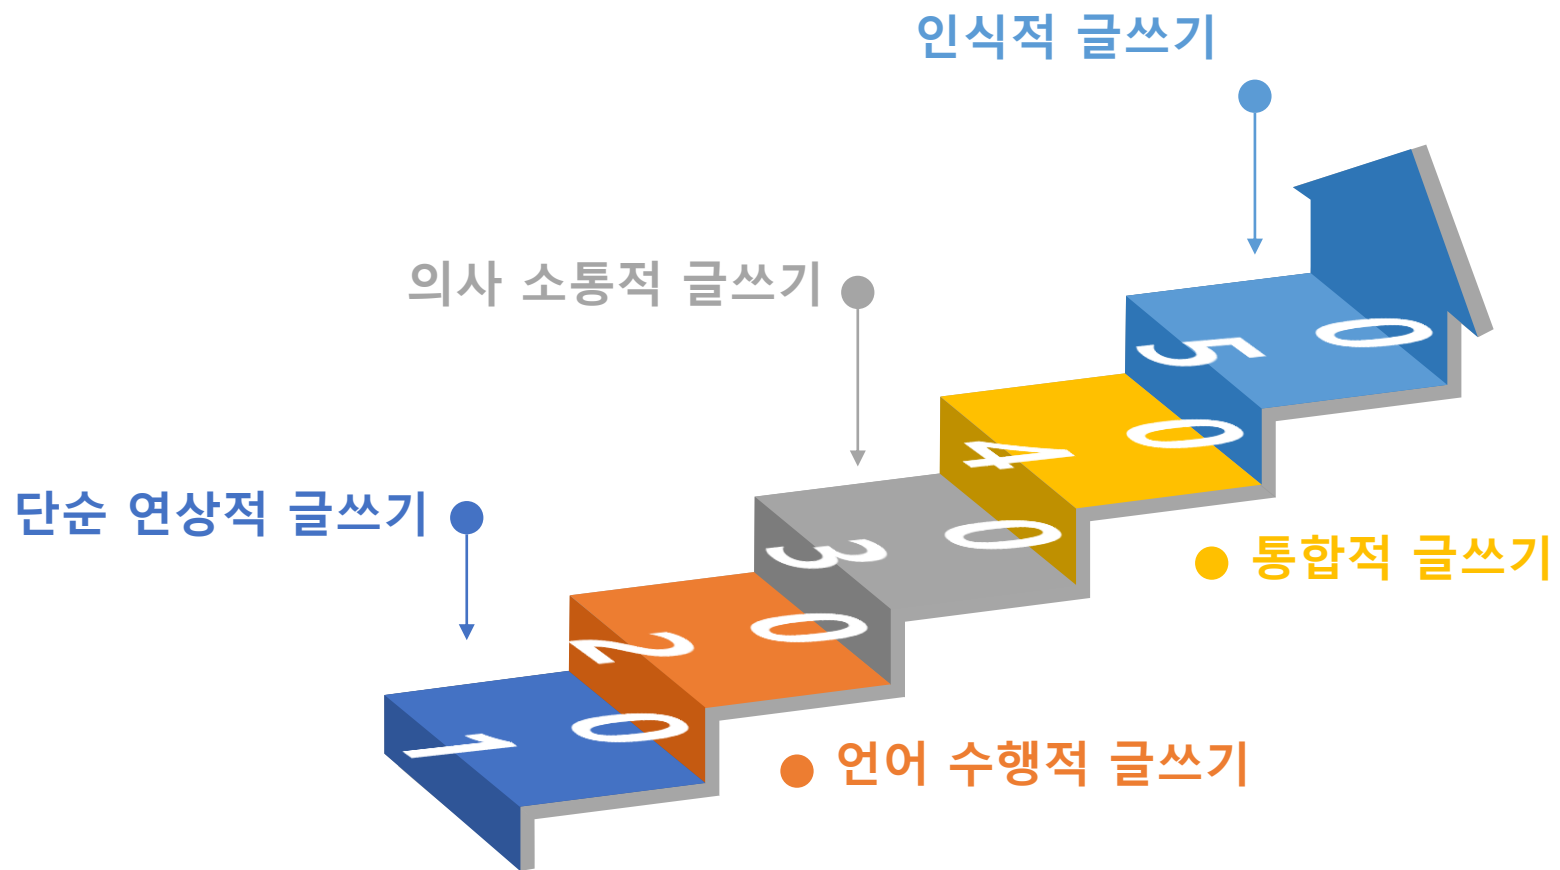 인식적 글쓰기
의사 소통적 글쓰기
단순 연상적 글쓰기
통합적 글쓰기
언어 수행적 글쓰기
01
02
03
04
05